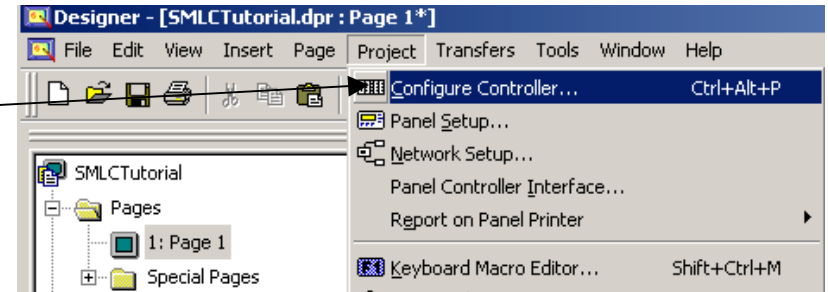 Designer - [SMLCTutorial.dpr : Page 1*]
File Edit View Insert Page Project Transfers Tools Window Help
Configure Controller... Ctrl+Alt+P
Panel Setup...
Network Setup...
Panel Controller Interface...
Report on Panel Printer
Keyboard Macro Editor... Shift+Ctrl+M
SMLCTutorial
Pages
1: Page 1
Special Pages